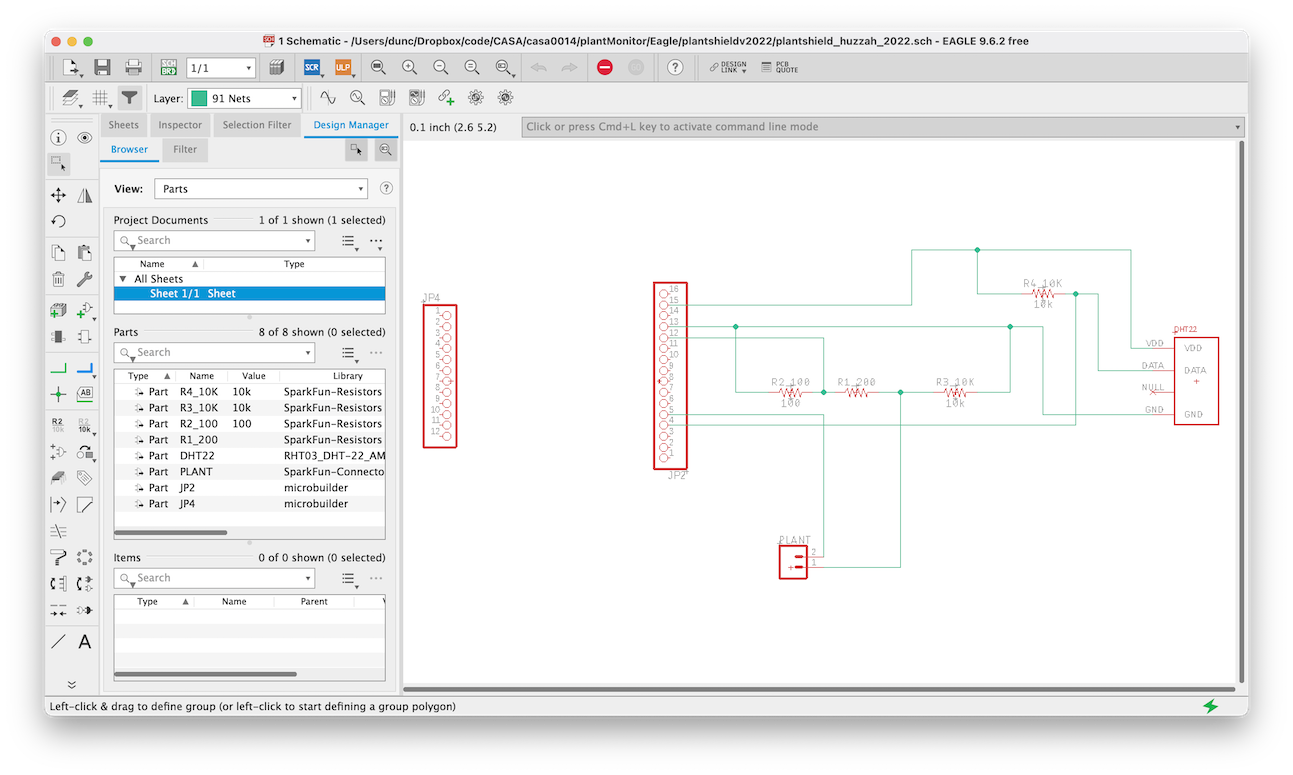 1 Schematic - /Users/dunc/Dropbox/code/CASA/casa0014/plantMonitor/Eagle/plantshieldv2022/plantshield_huzzah_2022.sch - EAGLE 9.6.2 free
SCH
BRD
1/1
SCR
ULP
DESIGN
LINK
PCB
QUOTE
Layer:
91 Nets
Sheets
Inspector
Selection Filter
Design Manager
0.1 inch (2.6 5.2)
Click or press Cmd+L key to activate command line mode
Browser
Filter
View:
Parts
Project Documents
1 of 1 shown (1 selected)
Search
Name
Type
All Sheets
Sheet 1/1 Sheet
Parts
8 of 8 shown (0 selected)
Search
Type Name Value Library
Part R4_10K 10k SparkFun-Resistors
Part R3_10K 10k SparkFun-Resistors
Part R2_100 100 SparkFun-Resistors
Part R1_200 SparkFun-Resistors
Part DHT22 RHT03_DHT-22_AM
Part PLANT SparkFun-Connecto
Part JP2 microbuilder
Part JP4 microbuilder
Items
0 of 0 shown (0 selected)
Search
Type Name Parent
AB
R2
10k
R2
10k
A
JP4
1
2
3
4
5
6
7
8
9
10
11
12
16
15
14
13
12
11
10
9
8
7
6
5
4
3
2
1
JP2
R2_100
100
R1_200
R3_10K
10k
R4_10K
10k
DHT22
VDD
VDD
DATA
DATA
NULL
GND
GND
PLANT
2
1
Left-click & drag to define group (or left-click to start defining a group polygon)